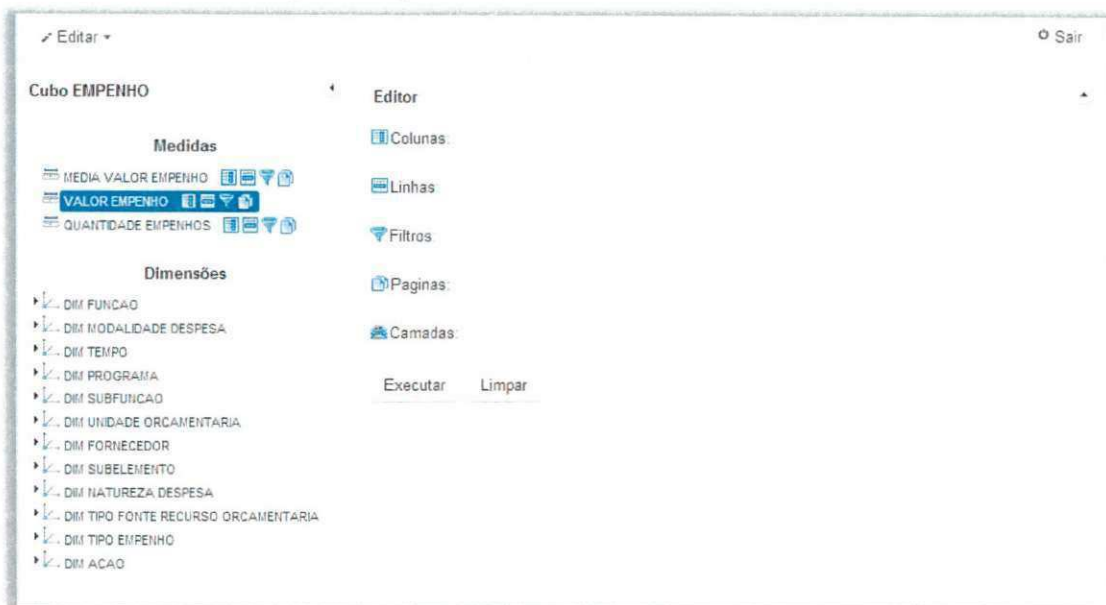 Editar
Sair
Cubo EMPENHO
Medidas
MEDIA VALOR EMPENHO
VALOR EMPENHO
QUANTIDADE EMPENHOS
Dimensões
DIM FUNCAO
DIM MODALIDADE DESPESA
DIM TEMPO
DIM PROGRAMA
DIM SUBFUNCAO
DIM UNIDADE ORCAMENTARIA
DIM FORNECEDOR
DIM SUBELEMENTO
DIM NATUREZA DESPESA
DIM TIPO FONTE RECURSO ORCAMENTARIA
DIM TIPO EMPENHO
DIM ACAO
Editor
Colunas:
Linhas
Filtros
Paginas:
Camadas:
Executar Limpar